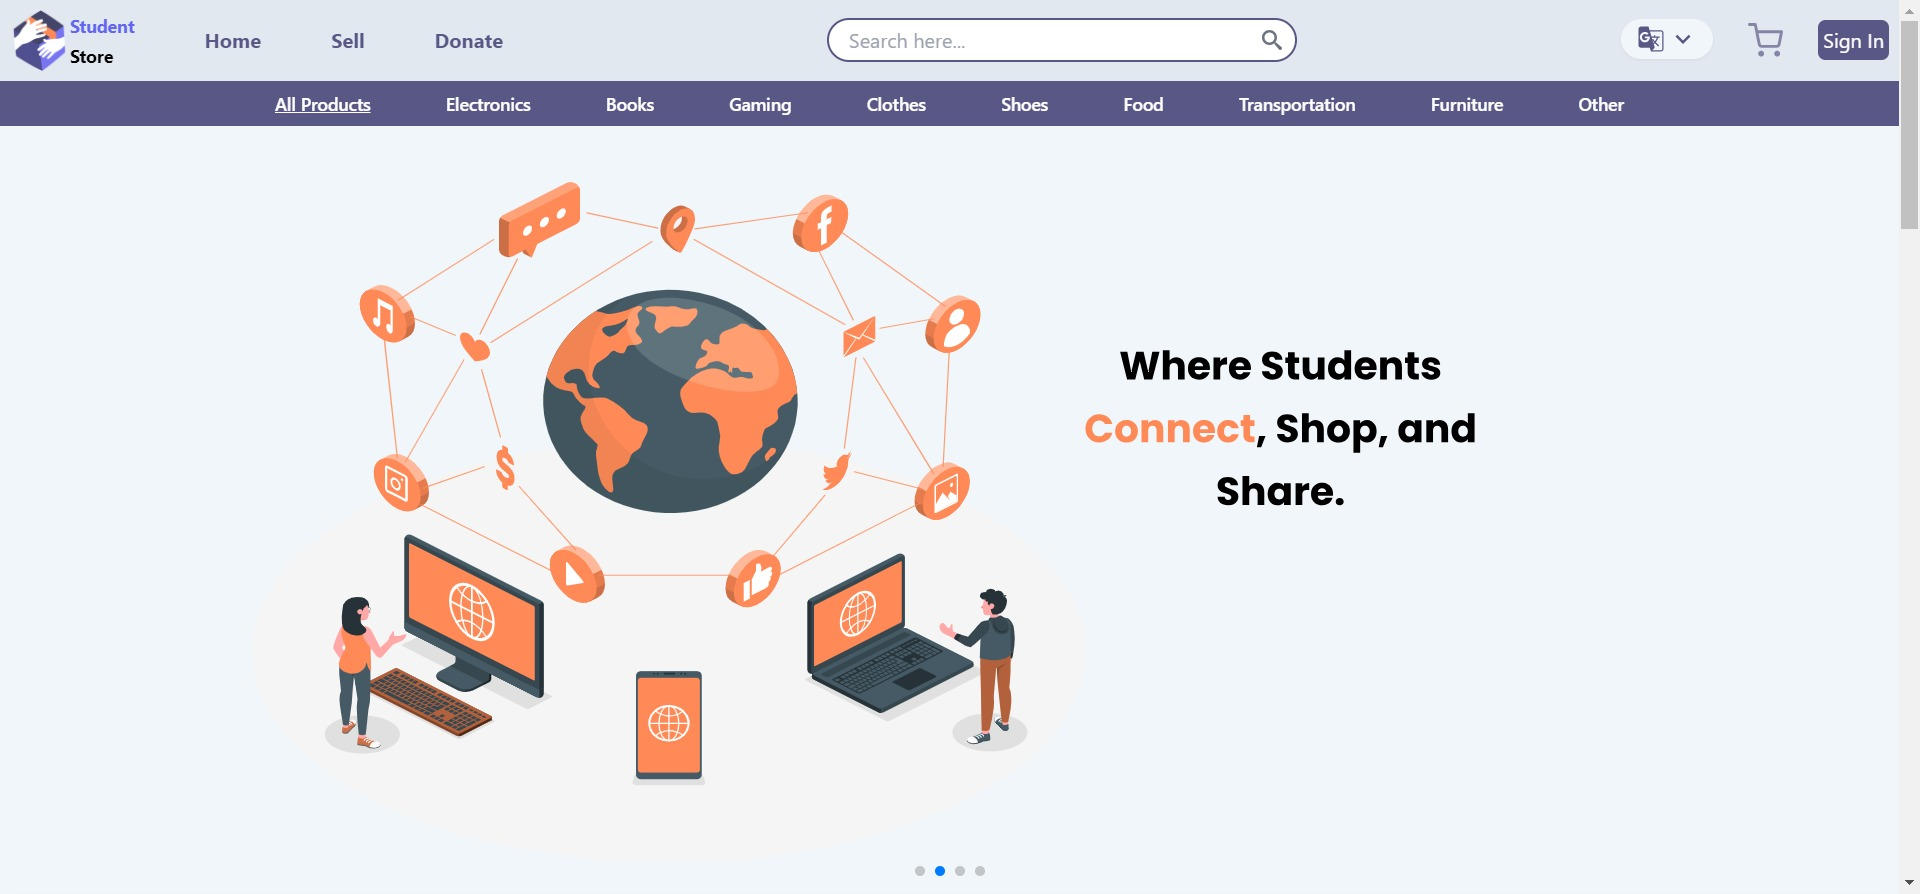 Student
Store
Home
Sell
Donate
Search here...
Sign In
All Products
Electronics
Books
Gaming
Clothes
Shoes
Food
Transportation
Furniture
Other
Where Students
Connect, Shop, and
Share.